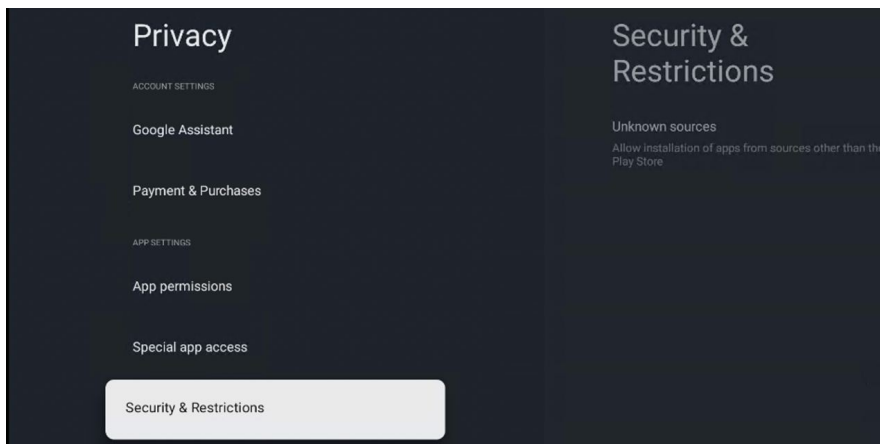 Privacy
ACCOUNT SETTINGS
Google Assistant
Payment & Purchases
APP SETTINGS
App permissions
Special app access
Security & Restrictions
Security &
Restrictions
Unknown sources
Allow installation of apps from sources other than the
Play Store